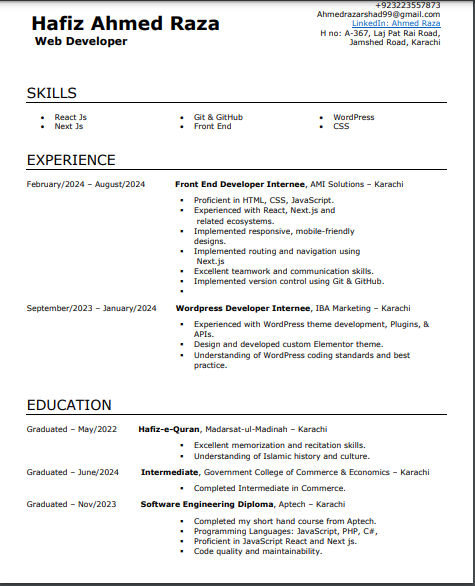 Hafiz Ahmed Raza
Web Developer
+923223557873
Ahmedrazarshad99@gmail.com
LinkedIn: Ahmed Raza
H no: A-367, Laj Pat Rai Road,
Jamshed Road, Karachi
SKILLS
• React Js • Git & GitHub • WordPress
• Next Js • Front End • CSS
EXPERIENCE
February/2024 – August/2024 Front End Developer Internee, AMI Solutions – Karachi
▪ Proficient in HTML, CSS, JavaScript.
▪ Experienced with React, Next.js and
related ecosystems.
▪ Implemented responsive, mobile-friendly
designs.
▪ Implemented routing and navigation using
Next.js
▪ Excellent teamwork and communication skills.
▪ Implemented version control using Git & GitHub.
▪
September/2023 – January/2024 Wordpress Developer Internee, IBA Marketing – Karachi
▪ Experienced with WordPress theme development, Plugins, &
APIs.
▪ Design and developed custom Elementor theme.
▪ Understanding of WordPress coding standards and best
practice.
EDUCATION
Graduated – May/2022 Hafiz-e-Quran, Madarsat-ul-Madinah – Karachi
▪ Excellent memorization and recitation skills.
▪ Understanding of Islamic history and culture.
Graduated – June/2024 Intermediate, Government College of Commerce & Economics – Karachi
▪ Completed Intermediate in Commerce.
Graduated – Nov/2023 Software Engineering Diploma, Aptech – Karachi
▪ Completed my short hand course from Aptech.
▪ Programming Languages: JavaScript, PHP, C#,
▪ Proficient in JavaScript React and Next js.
▪ Code quality and maintainability.